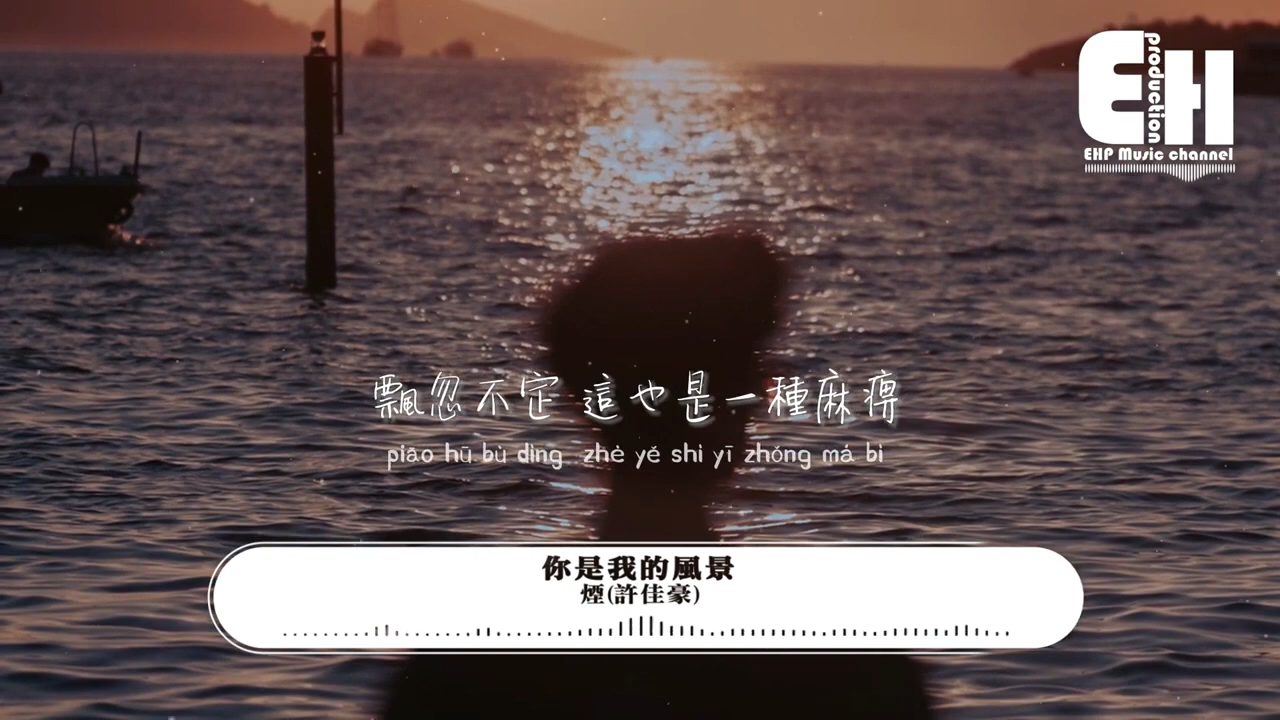 EH
production
EHP Music channel
飄忽不定 這也是一種麻痺
piāo hū bù dìng zhè yě shì yī zhǒng má bì
你是我的風景
煙(許佳豪)